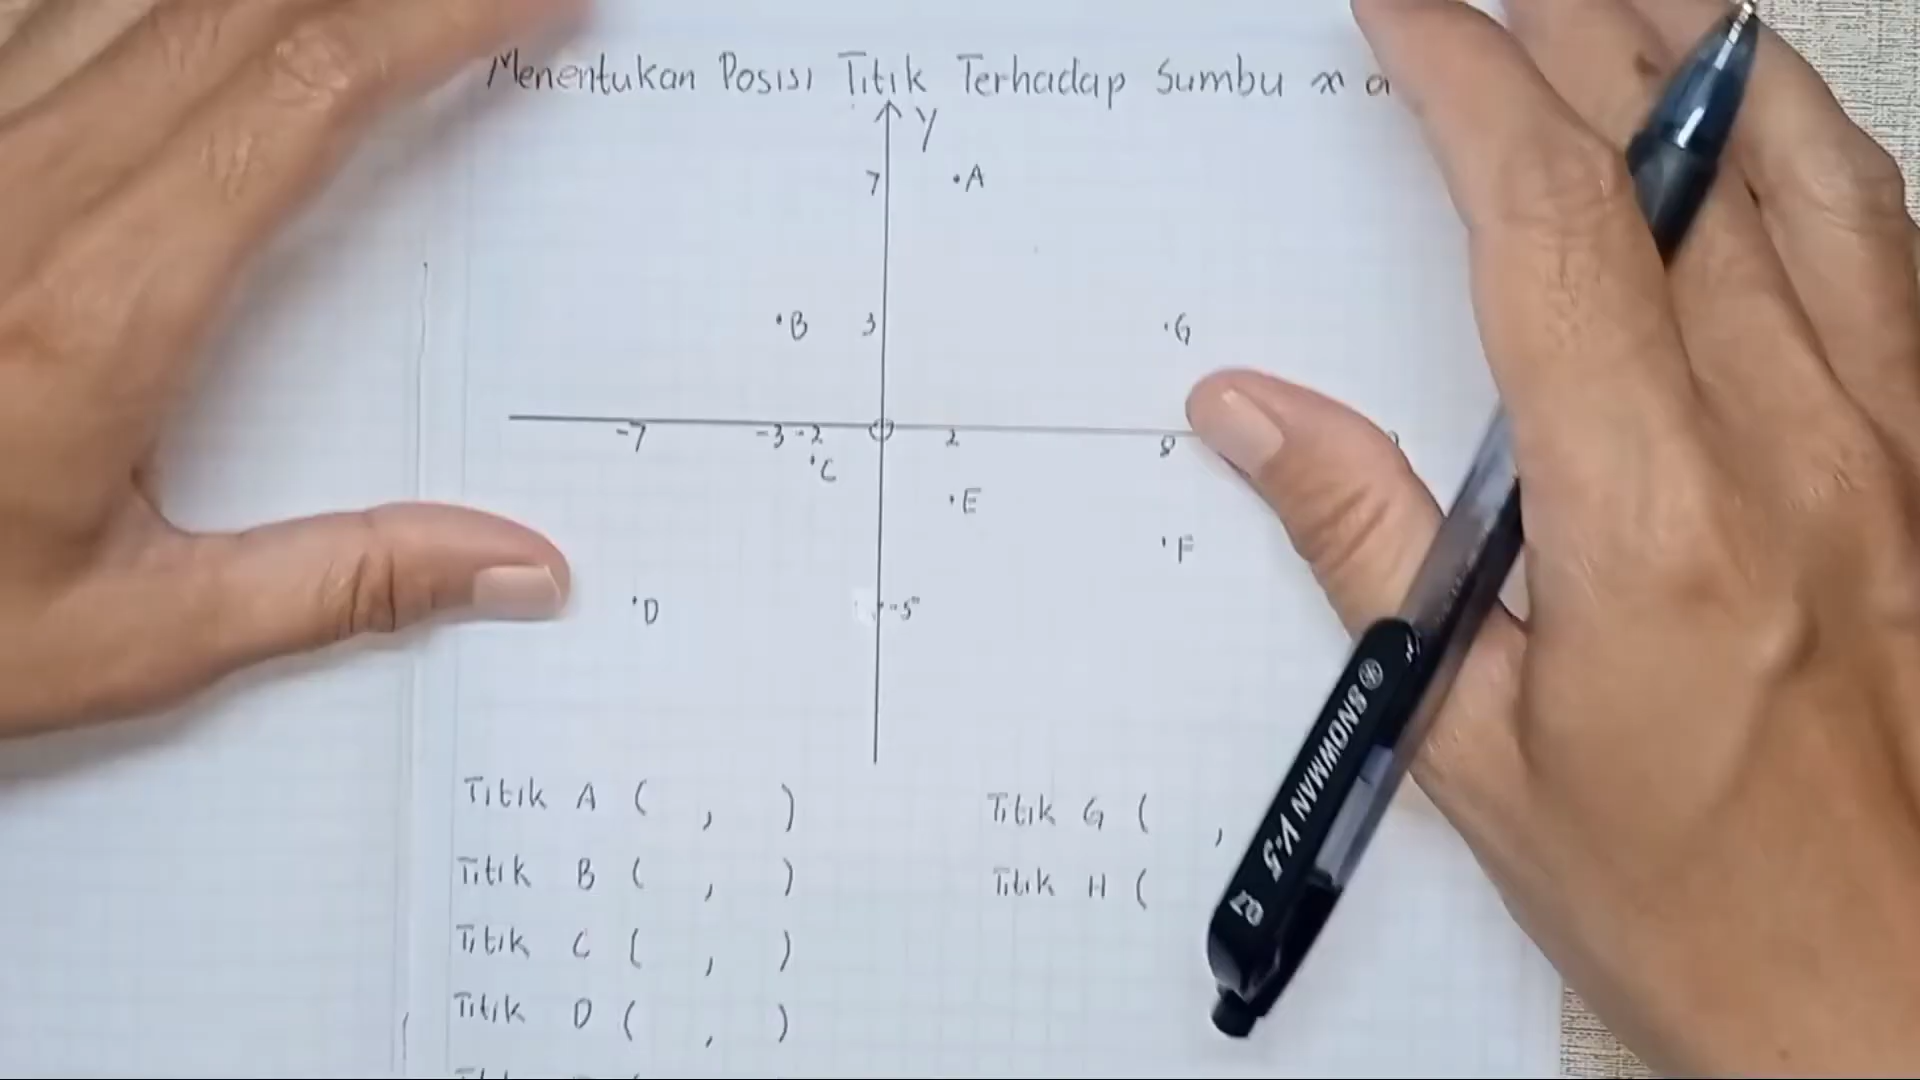 Menentukan Posisi Titik Terhadap Sumbu x
Y
7 A
B 3 G
-7 -3 -2 2 8
C
E
F
D -5
Titik A ( , ) Titik G ( ,
Titik B ( , ) Titik H (
Titik C ( , )
Titik D ( , )
SNOWMAN V-5
07